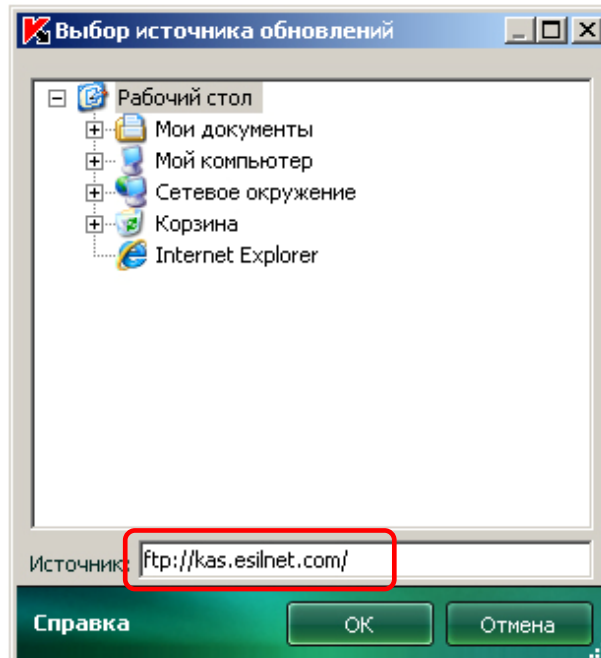 Выбор источника обновлений
Рабочий стол
Мои документы
Мой компьютер
Сетевое окружение
Корзина
Internet Explorer
Источник: ftp://kas.esilnet.com/
Справка OK Отмена